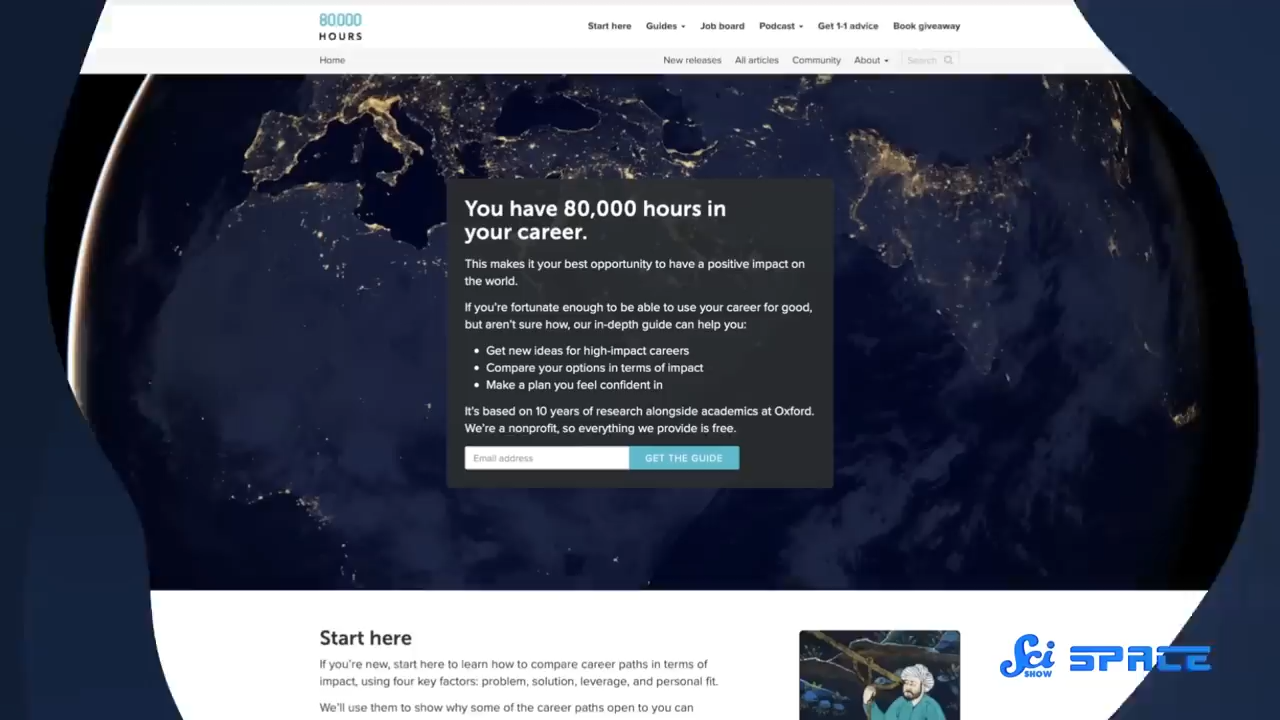 80,000
HOURS
Start here Guides Job board Podcast Get 1-1 advice Book giveaway
Home
New releases All articles Community About Search
You have 80,000 hours in
your career.
This makes it your best opportunity to have a positive impact on
the world.
If you're fortunate enough to be able to use your career for good,
but aren't sure how, our in-depth guide can help you:
• Get new ideas for high-impact careers
• Compare your options in terms of impact
• Make a plan you feel confident in
It's based on 10 years of research alongside academics at Oxford.
We're a nonprofit, so everything we provide is free.
Email address GET THE GUIDE
Start here
If you're new, start here to learn how to compare career paths in terms of
impact, using four key factors: problem, solution, leverage, and personal fit.
We'll use them to show why some of the career paths open to you can
Sci
SHOW
SPACE